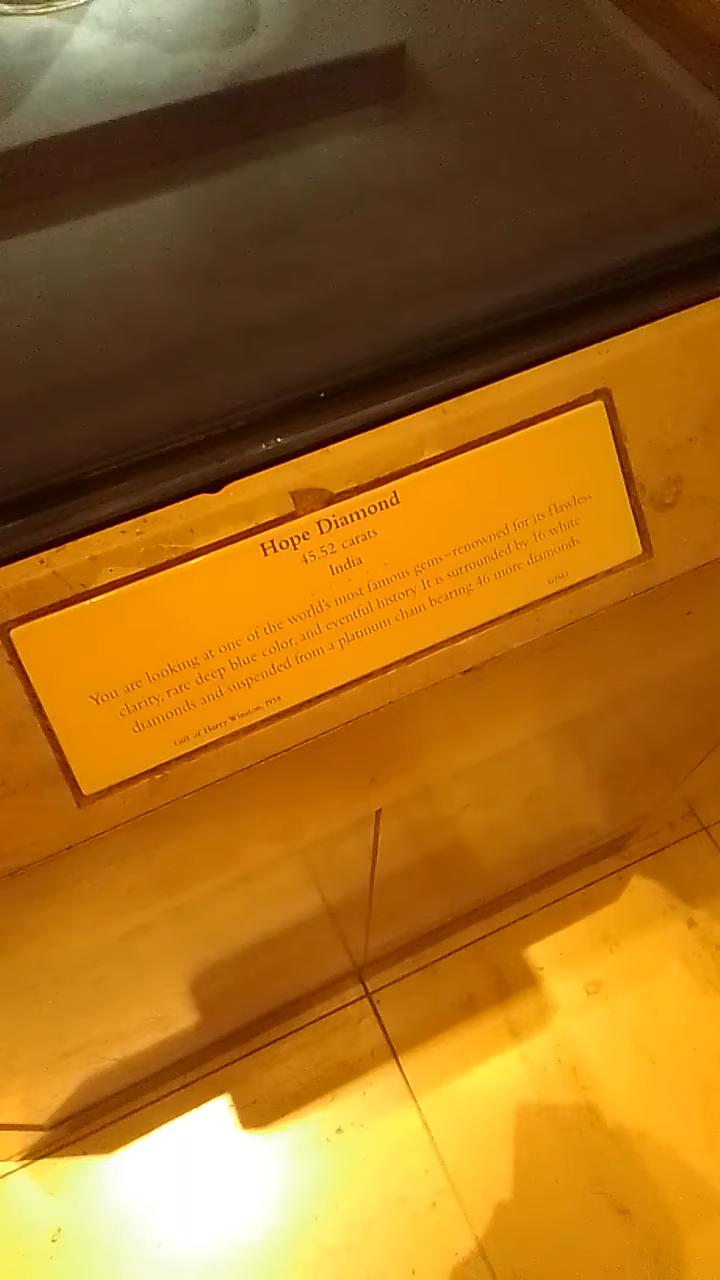 Hope Diamond
45.52 carats
India
You are looking at one of the world's most famous gems–renowned for its flawless
clarity, rare deep blue color, and eventful history. It is surrounded by 16 white
diamonds and suspended from a platinum chain bearing 46 more diamonds.
Gift of Harry Winston, 1958